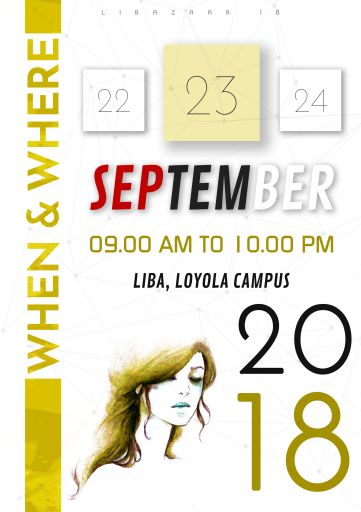 LIBAZAAR 18
WHEN & WHERE
22 23 24
SEPTEMBER
09.00 AM TO 10.00 PM
LIBA, LOYOLA CAMPUS
20
18